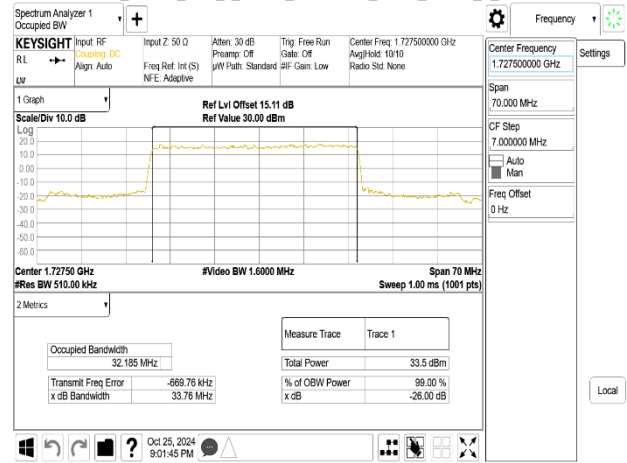 Spectrum Analyzer 1
Occupied BW
Frequency
KEYSIGHT
Input: RF
Coupling: DC
Align: Auto
Input Z: 50 Ω
Freq Ref: Int (S)
NFE: Adaptive
Atten: 30 dB
Preamp: Off
µW Path: Standard
Trig: Free Run
Gate: Off
#IF Gain: Low
Center Freq: 1.727500000 GHz
Avg|Hold: 10/10
Radio Std: None
R L
LXI
Center Frequency
1.727500000 GHz
Settings
Span
70.000 MHz
CF Step
7.000000 MHz
Auto
Man
Freq Offset
0 Hz
Local
1 Graph
Scale/Div 10.0 dB
Ref Lvl Offset 15.11 dB
Ref Value 30.00 dBm
Log
20.0
10.0
0.00
-10.0
-20.0
-30.0
-40.0
-50.0
-60.0
Center 1.72750 GHz
#Video BW 1.6000 MHz
Span 70 MHz
#Res BW 510.00 kHz
Sweep 1.00 ms (1001 pts)
2 Metrics
Measure Trace Trace 1
Occupied Bandwidth
32.185 MHz
Total Power 33.5 dBm
Transmit Freq Error -669.76 kHz
% of OBW Power 99.00 %
x dB Bandwidth 33.76 MHz
x dB -26.00 dB
?
Oct 25, 2024
9:01:45 PM